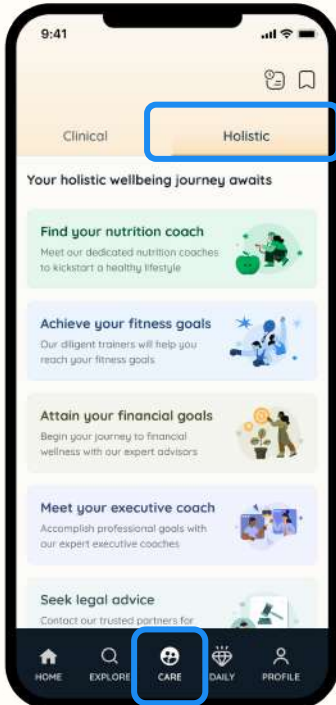 9:41
Clinical
Holistic
Your holistic wellbeing journey awaits
Find your nutrition coach
Meet our dedicated nutrition coaches
to kickstart a healthy lifestyle
Achieve your fitness goals
Our diligent trainers will help you
reach your fitness goals
Attain your financial goals
Begin your journey to financial
wellness with our expert advisors
Meet your executive coach
Accomplish professional goals with
our expert executive coaches
Seek legal advice
Contact our trusted partners for
HOME
EXPLORE
CARE
DAILY
PROFILE